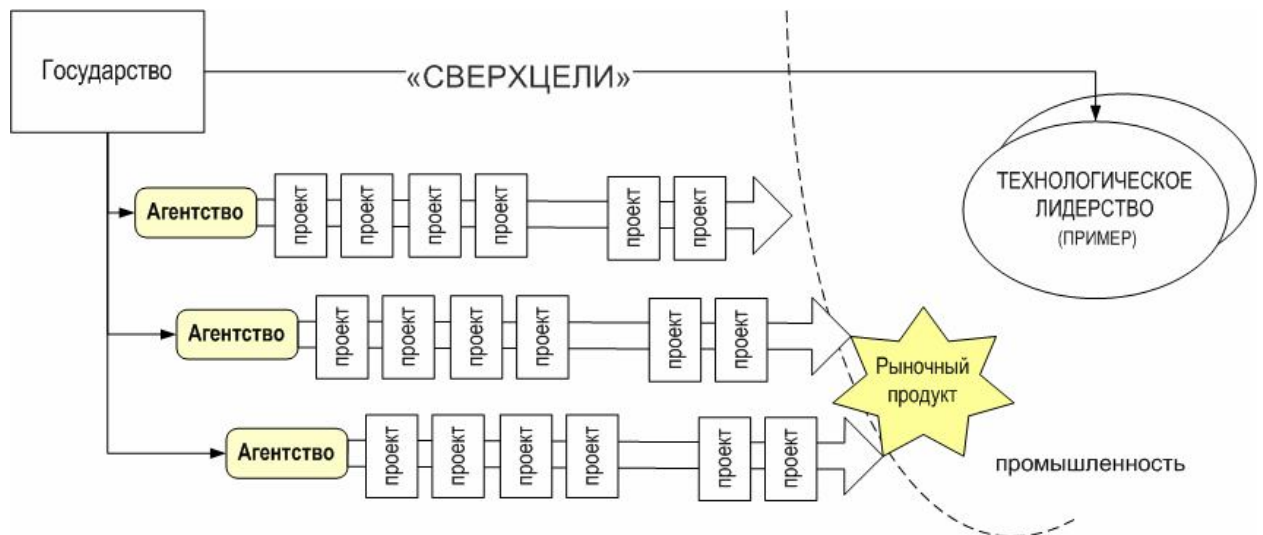 Государство
«СВЕРХЦЕЛИ»
ТЕХНОЛОГИЧЕСКОЕ
ЛИДЕРСТВО
(ПРИМЕР)
Агентство
проект
проект
проект
проект
проект
проект
Агентство
проект
проект
проект
проект
проект
проект
Рыночный
продукт
Агентство
проект
проект
проект
проект
проект
проект
промышленность